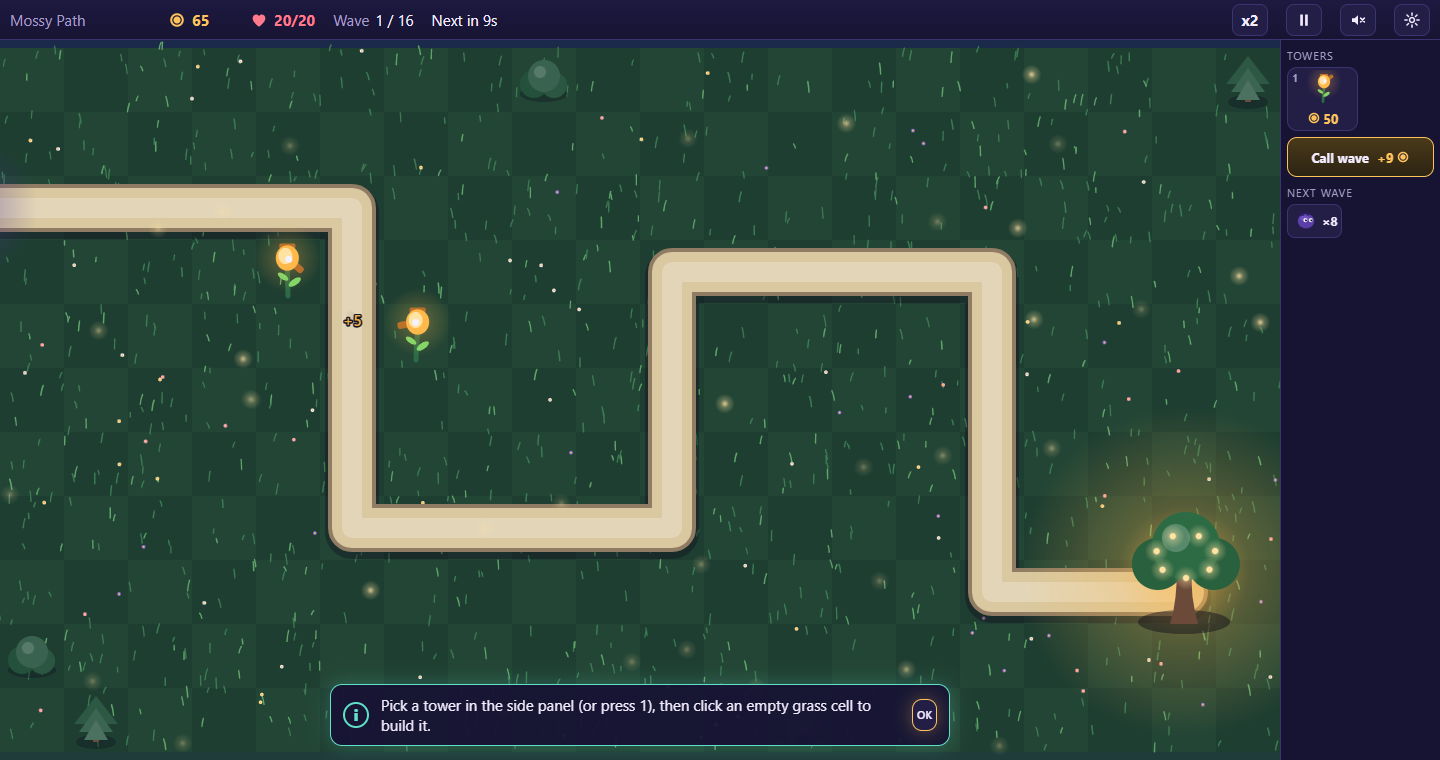 Mossy Path 65 20/20 Wave 1 / 16 Next in 9s x2
TOWERS
1
50
Call wave +9
NEXT WAVE
×8
+5
Pick a tower in the side panel (or press 1), then click an empty grass cell to
build it.
OK